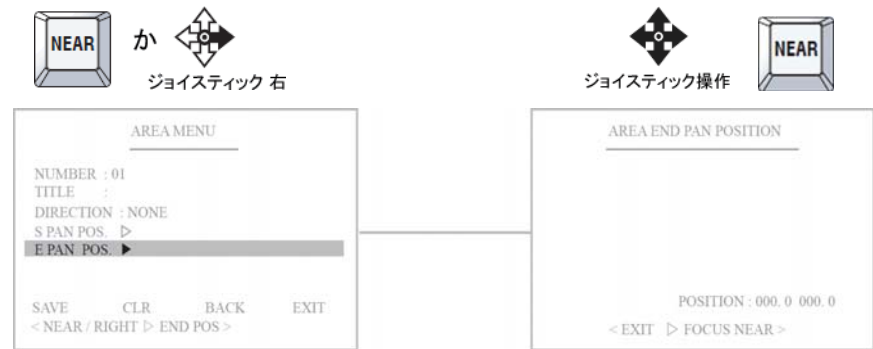 NEAR か
ジョイスティック 右
ジョイスティック操作 NEAR
AREA MENU
NUMBER : 01
TITLE :
DIRECTION : NONE
S PAN POS. ▷
E PAN POS. ▶
SAVE CLR BACK EXIT
< NEAR / RIGHT ▷ END POS >
AREA END PAN POSITION
POSITION : 000. 0 000. 0
< EXIT ▷ FOCUS NEAR >